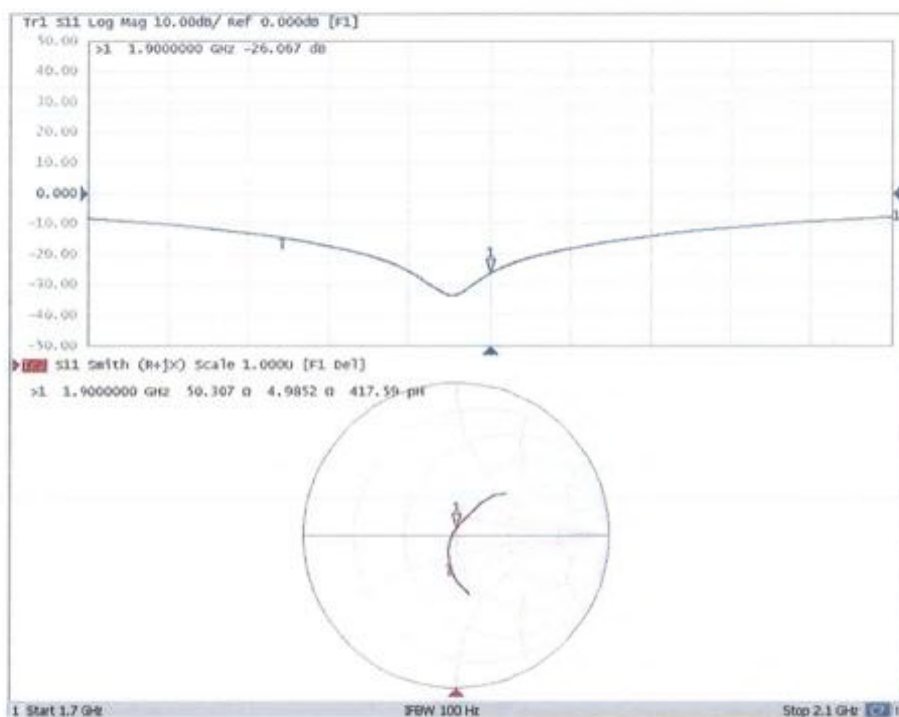 Tr1 S11 Log Mag 10.00dB/ Ref 0.000dB [F1]
50.00
>1 1.9000000 GHz -26.067 dB
40.00
30.00
20.00
10.00
0.000
-10.00
1
-20.00
1
-30.00
-40.00
-50.00
S11 Smith (R+jX) Scale 1.000U [F1 Del]
>1 1.9000000 GHz 50.307 Ω 4.9852 Ω 417.59 pH
1
1 Start 1.7 GHz
IFBW 100 Hz
Stop 2.1 GHz